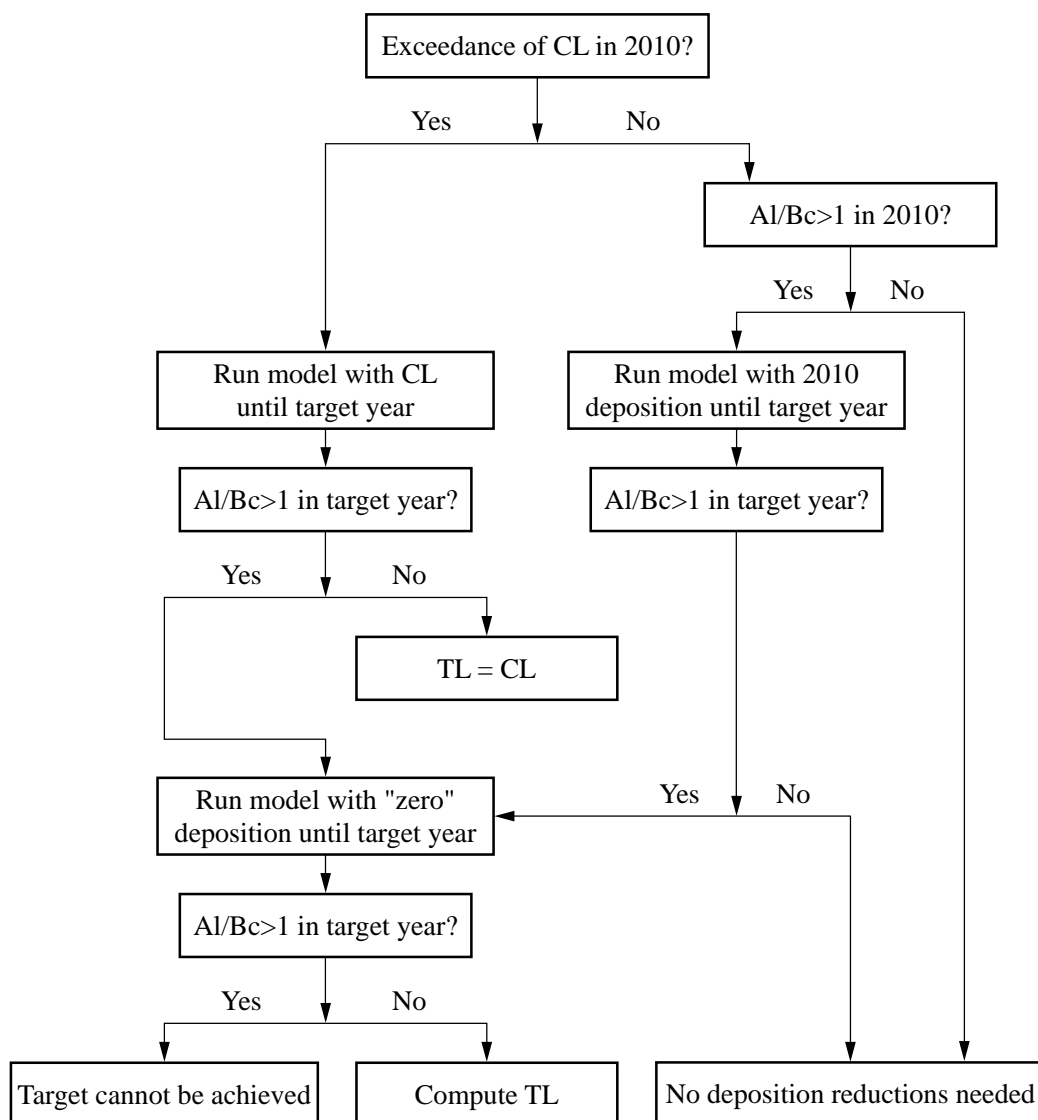 Exceedance of CL in 2010?
Yes
No
Al/Bc>1 in 2010?
Yes
No
Run model with CL
until target year
Run model with 2010
deposition until target year
Al/Bc>1 in target year?
Al/Bc>1 in target year?
Yes
No
TL = CL
Run model with "zero"
deposition until target year
Yes
No
Al/Bc>1 in target year?
Yes
No
Target cannot be achieved
Compute TL
No deposition reductions needed